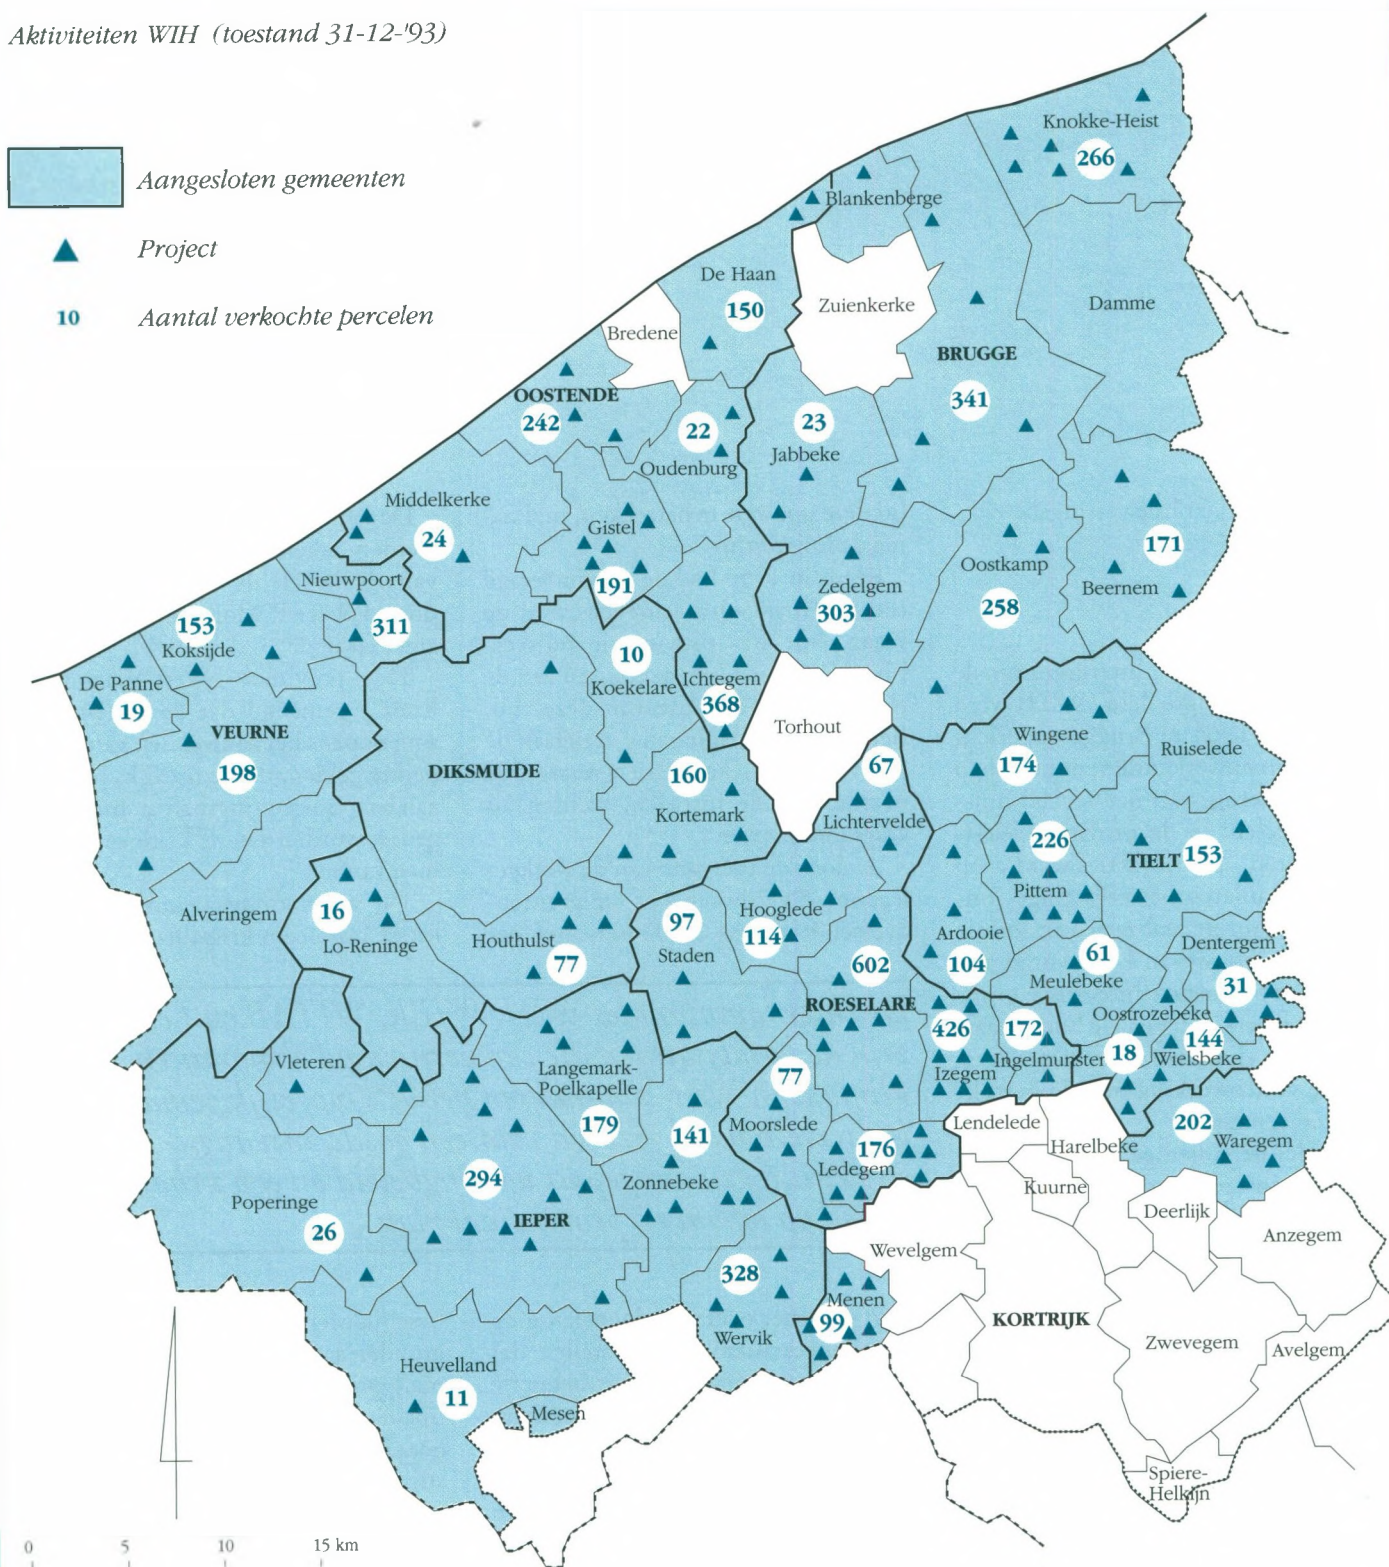 Aktiviteiten WIH (toestand 31-12-'93)
Aangesloten gemeenten
Project
10 Aantal verkochte percelen
Knokke-Heist
266
Blankenberge
De Haan
150
Zuienkerke
Damme
Bredene
BRUGGE
341
OOSTENDE
242
22
Oudenburg
23
Jabbeke
Middelkerke
24
Gistel
191
171
Beernem
Oostkamp
258
Zedelgem
303
Nieuwpoort
311
153
Koksijde
De Panne
19
10
Koekelare
Ichtegem
368
VEURNE
198
DIKSMUIDE
Torhout
Wingene
174
Ruiselede
160
Kortemark
67
Lichtervelde
226
Pittem
TIELT 153
Alveringem
16
Lo-Reninge
Houthulst
77
97
Staden
Hooglede
114
Ardooie
104
602
ROESELARE
61
Meulebeke
Dentergem
31
Oostrozebeke
18
144
Wielsbeke
426
Izegem
172
Ingelmunster
Vleteren
Langemark-
Poelkapelle
179
77
Moorslede
141
Zonnebeke
176
Ledegem
Lendelede
Harelbeke
202
Waregem
294
IEPER
Poperinge
26
Kuurne
Deerlijk
Anzegem
Wevelgem
328
Wervik
Menen
99
KORTRIJK
Zwevegem
Avelgem
Heuvelland
11
Mesen
Spiere-
Helkijn
0 5 10 15 km